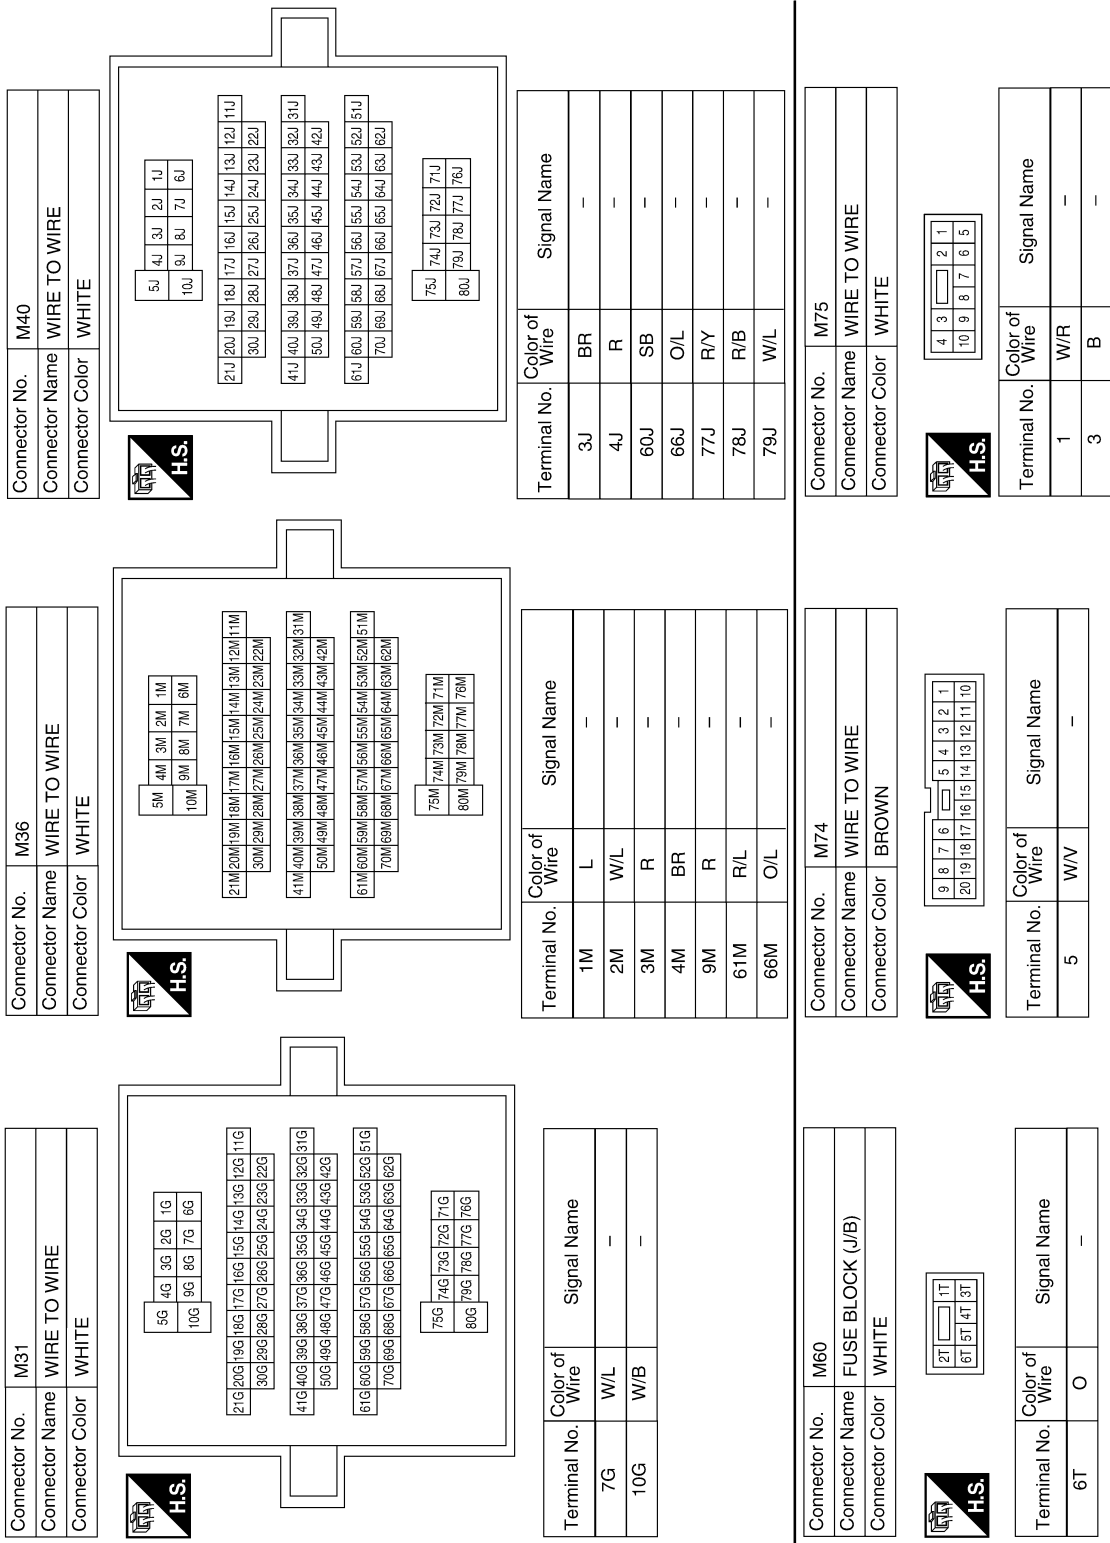 Connector No. M31
Connector Name WIRE TO WIRE
Connector Color WHITE
H.S.
5G 4G 3G 2G 1G
10G 9G 8G 7G 6G
21G 20G 19G 18G 17G 16G 15G 14G 13G 12G 11G
30G 29G 28G 27G 26G 25G 24G 23G 22G
41G 40G 39G 38G 37G 36G 35G 34G 33G 32G 31G
50G 49G 48G 47G 46G 45G 44G 43G 42G
61G 60G 59G 58G 57G 56G 55G 54G 53G 52G 51G
70G 69G 68G 67G 66G 65G 64G 63G 62G
75G 74G 73G 72G 71G
80G 79G 78G 77G 76G
Terminal No. Color of Wire Signal Name
7G W/L –
10G W/B –
Connector No. M36
Connector Name WIRE TO WIRE
Connector Color WHITE
H.S.
5M 4M 3M 2M 1M
10M 9M 8M 7M 6M
21M 20M 19M 18M 17M 16M 15M 14M 13M 12M 11M
30M 29M 28M 27M 26M 25M 24M 23M 22M
41M 40M 39M 38M 37M 36M 35M 34M 33M 32M 31M
50M 49M 48M 47M 46M 45M 44M 43M 42M
61M 60M 59M 58M 57M 56M 55M 54M 53M 52M 51M
70M 69M 68M 67M 66M 65M 64M 63M 62M
75M 74M 73M 72M 71M
80M 79M 78M 77M 76M
Terminal No. Color of Wire Signal Name
1M L –
2M W/L –
3M R –
4M BR –
9M R –
61M R/L –
66M O/L –
Connector No. M40
Connector Name WIRE TO WIRE
Connector Color WHITE
H.S.
5J 4J 3J 2J 1J
10J 9J 8J 7J 6J
21J 20J 19J 18J 17J 16J 15J 14J 13J 12J 11J
30J 29J 28J 27J 26J 25J 24J 23J 22J
41J 40J 39J 38J 37J 36J 35J 34J 33J 32J 31J
50J 49J 48J 47J 46J 45J 44J 43J 42J
61J 60J 59J 58J 57J 56J 55J 54J 53J 52J 51J
70J 69J 68J 67J 66J 65J 64J 63J 62J
75J 74J 73J 72J 71J
80J 79J 78J 77J 76J
Terminal No. Color of Wire Signal Name
3J BR –
4J R –
60J SB –
66J O/L –
77J R/Y –
78J R/B –
79J W/L –
Connector No. M60
Connector Name FUSE BLOCK (J/B)
Connector Color WHITE
H.S.
2T 1T
6T 5T 4T 3T
Terminal No. Color of Wire Signal Name
6T O –
Connector No. M74
Connector Name WIRE TO WIRE
Connector Color BROWN
H.S.
9 8 7 6 5 4 3 2 1
20 19 18 17 16 15 14 13 12 11 10
Terminal No. Color of Wire Signal Name
5 W/V –
Connector No. M75
Connector Name WIRE TO WIRE
Connector Color WHITE
H.S.
4 3 2 1
10 9 8 7 6 5
Terminal No. Color of Wire Signal Name
1 W/R –
3 B –